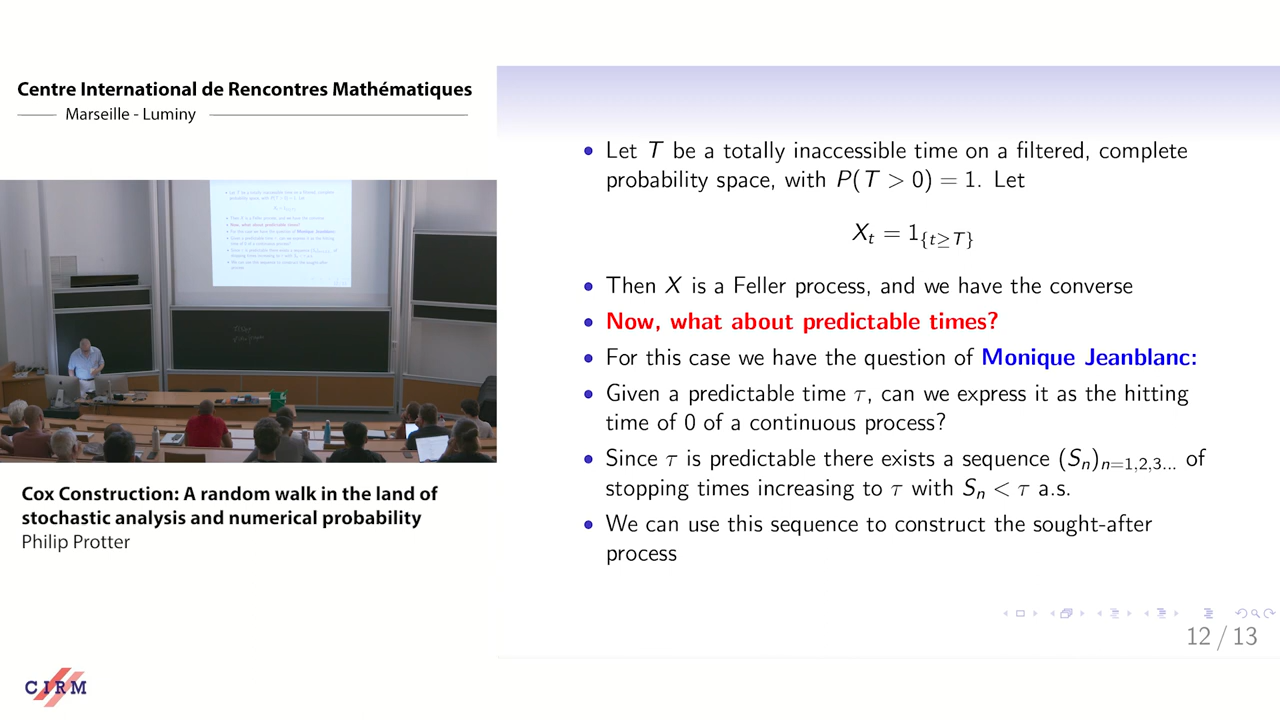 Centre International de Rencontres Mathématiques
Marseille - Luminy
Cox Construction: A random walk in the land of
stochastic analysis and numerical probability
Philip Protter
CIRM
• Let T be a totally inaccessible time on a filtered, complete
probability space, with P(T > 0) = 1. Let
X_t = 1_{t≥T}
• Then X is a Feller process, and we have the converse
• Now, what about predictable times?
• For this case we have the question of Monique Jeanblanc:
• Given a predictable time τ, can we express it as the hitting
time of 0 of a continuous process?
• Since τ is predictable there exists a sequence (S_n)_{n=1,2,3...} of
stopping times increasing to τ with S_n < τ a.s.
• We can use this sequence to construct the sought-after
process
12 / 13